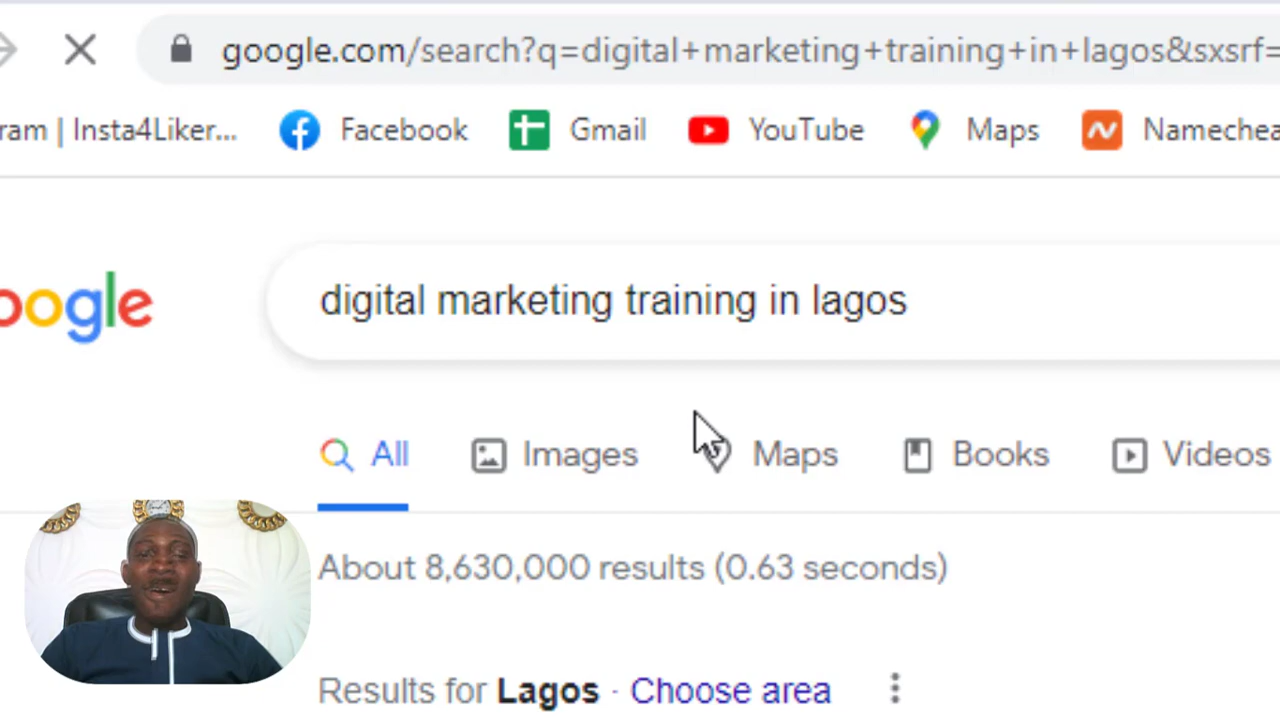 google.com/search?q=digital+marketing+training+in+lagos&sxsrf=
ram | Insta4Liker... Facebook Gmail YouTube Maps Namechea
oogle
digital marketing training in lagos
All Images Maps Books Videos
About 8,630,000 results (0.63 seconds)
Results for Lagos · Choose area